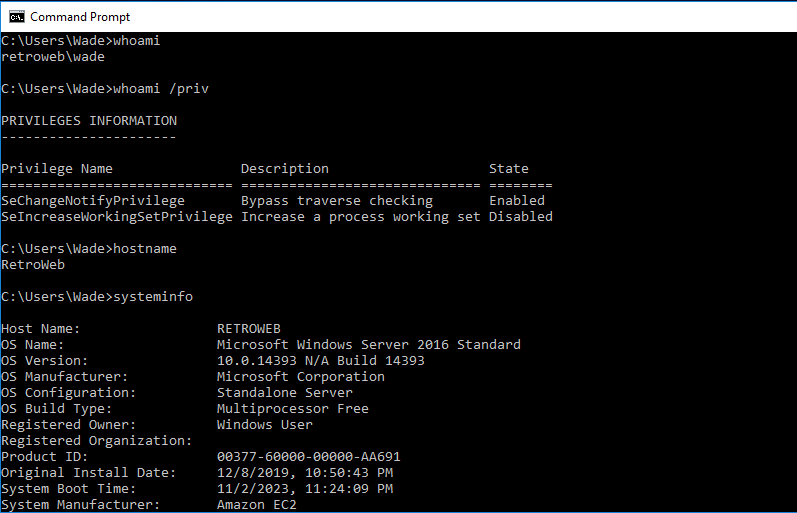 Command Prompt
C:\Users\Wade>whoami
retroweb\wade
C:\Users\Wade>whoami /priv
PRIVILEGES INFORMATION
----------------------
Privilege Name                Description                    State
============================= ============================== ========
SeChangeNotifyPrivilege       Bypass traverse checking       Enabled
SeIncreaseWorkingSetPrivilege Increase a process working set Disabled
C:\Users\Wade>hostname
RetroWeb
C:\Users\Wade>systeminfo
Host Name:                 RETROWEB
OS Name:                   Microsoft Windows Server 2016 Standard
OS Version:                10.0.14393 N/A Build 14393
OS Manufacturer:           Microsoft Corporation
OS Configuration:          Standalone Server
OS Build Type:             Multiprocessor Free
Registered Owner:          Windows User
Registered Organization:
Product ID:                00377-60000-00000-AA691
Original Install Date:     12/8/2019, 10:50:43 PM
System Boot Time:          11/2/2023, 11:24:09 PM
System Manufacturer:       Amazon EC2